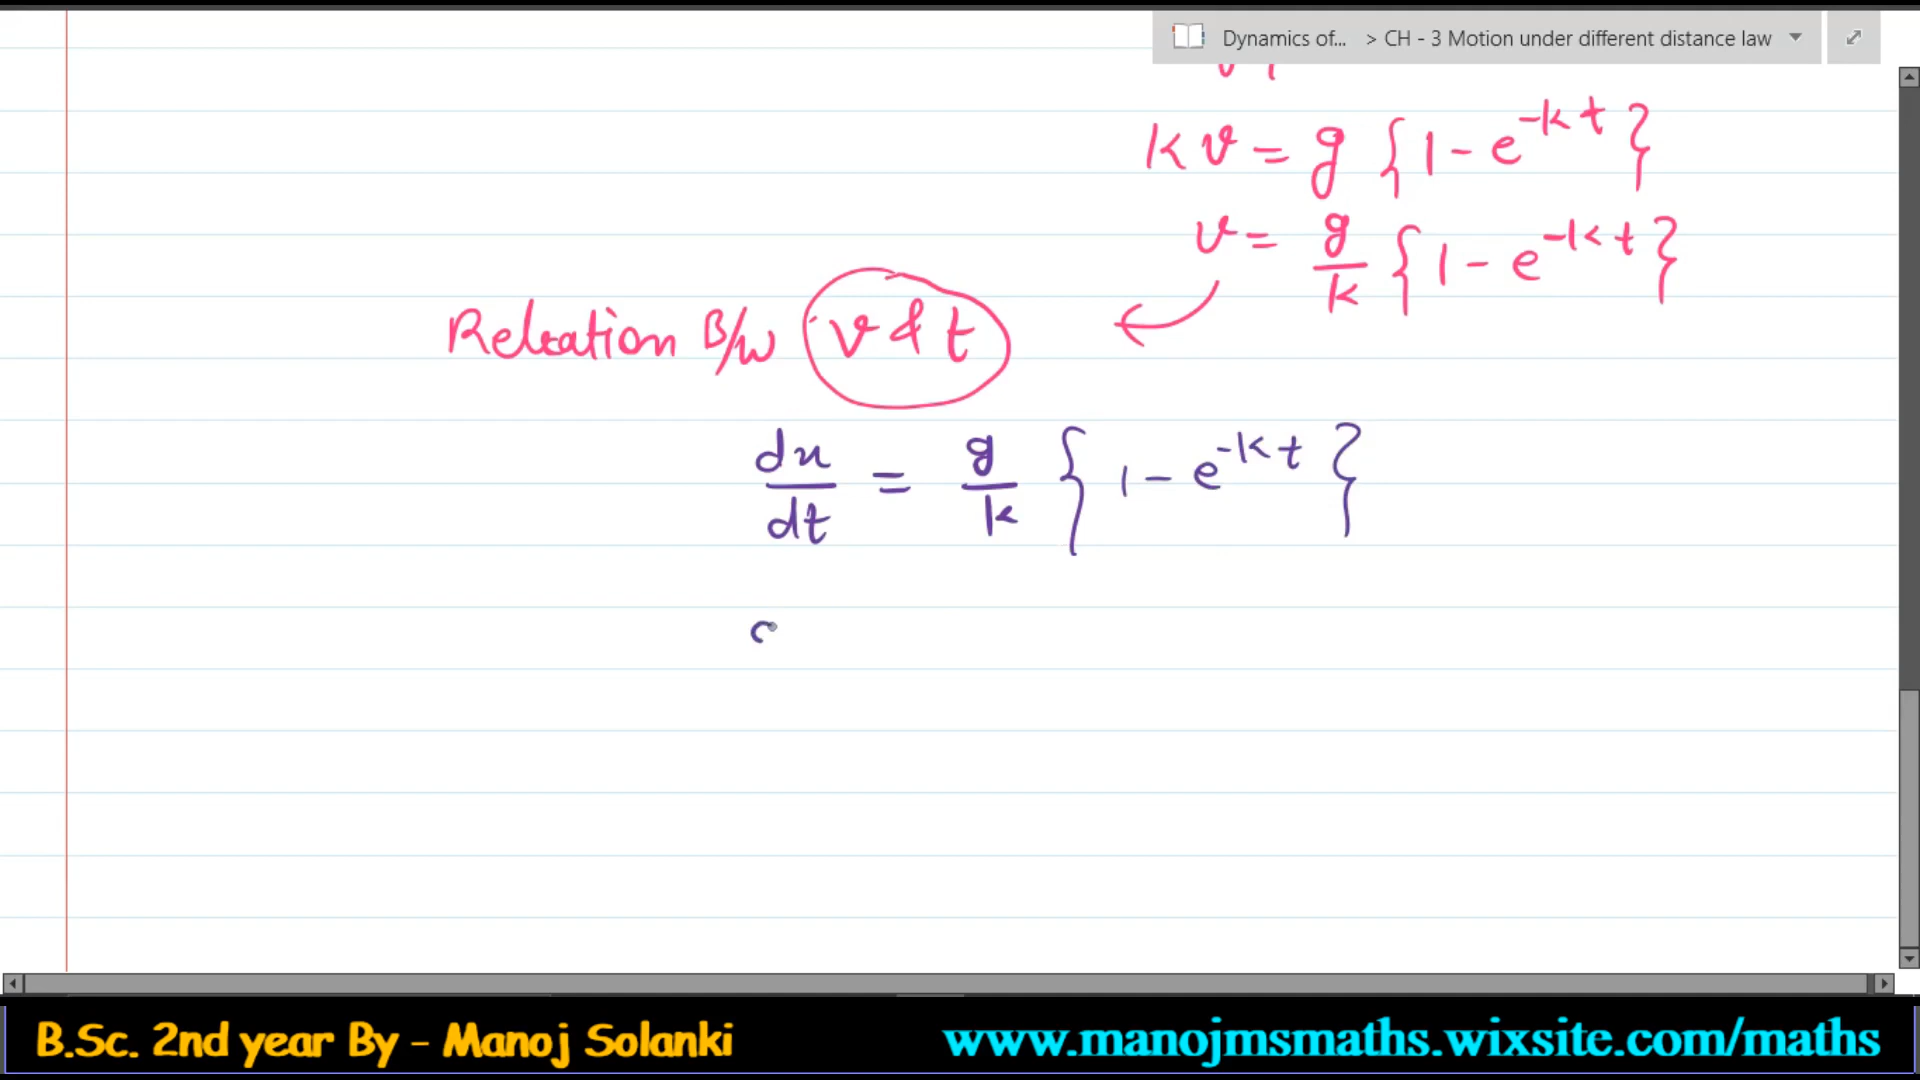 Dynamics of... > CH - 3 Motion under different distance law
kv = g {1 - e^{-kt}}
v = g/k {1 - e^{-kt}}
Releation B/w v & t
dx/dt = g/k {1 - e^{-kt}}
B.Sc. 2nd year By - Manoj Solanki
www.manojmsmaths.wixsite.com/maths